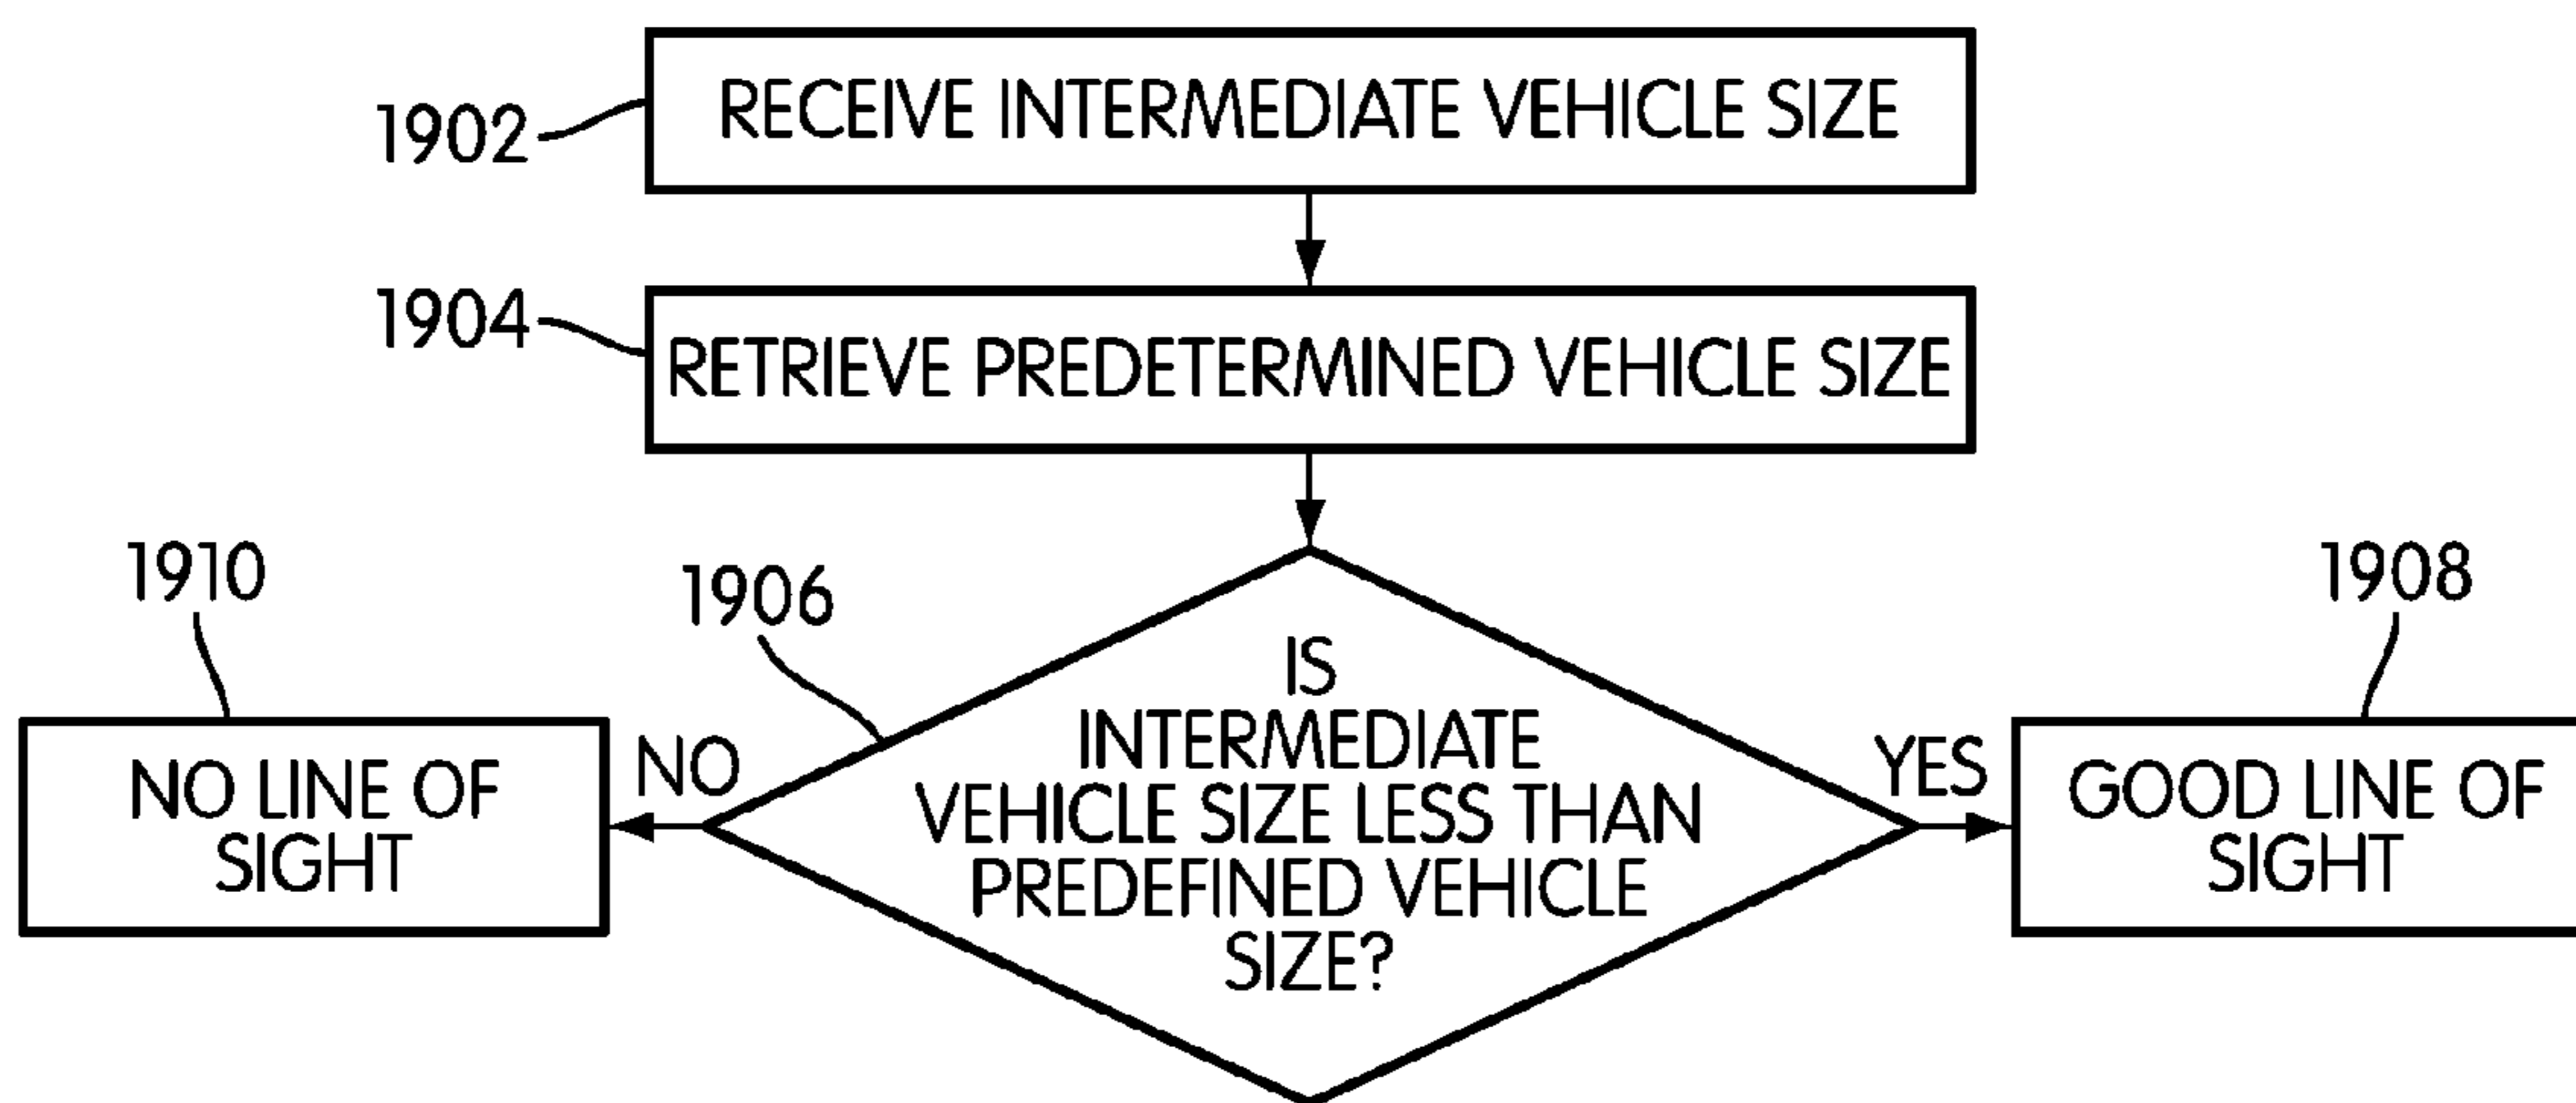 1902
RECEIVE INTERMEDIATE VEHICLE SIZE
1904
RETRIEVE PREDETERMINED VEHICLE SIZE
1910
1906
1908
NO LINE OF
SIGHT
NO
IS
INTERMEDIATE
VEHICLE SIZE LESS THAN
PREDEFINED VEHICLE
SIZE?
YES
GOOD LINE OF
SIGHT